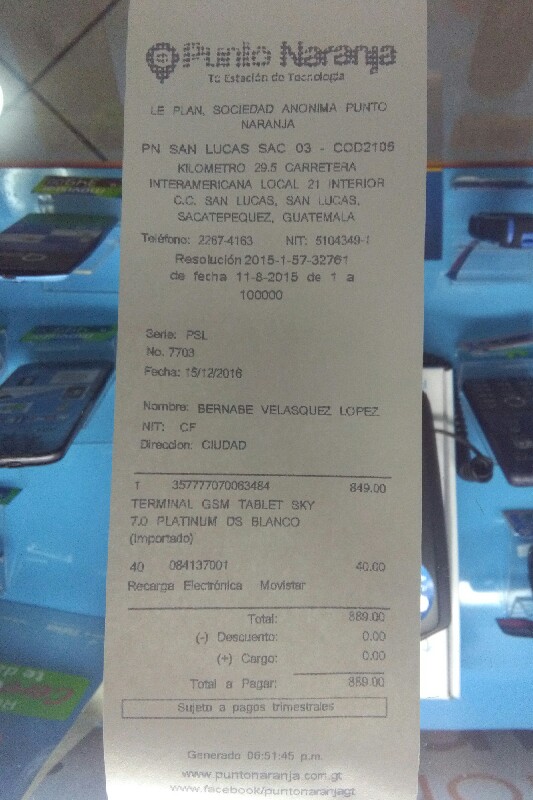 Punto Naranja
Tu Estación de Tecnología
LE PLAN, SOCIEDAD ANONIMA PUNTO
NARANJA
PN SAN LUCAS SAC 03 - COD2106
KILOMETRO 29.5 CARRETERA
INTERAMERICANA LOCAL 21 INTERIOR
C.C. SAN LUCAS, SAN LUCAS,
SACATEPEQUEZ, GUATEMALA
Teléfono: 2267-4163 NIT: 5104349-1
Resolución 2015-1-57-32761
de fecha 11-8-2015 de 1 a
100000
Serie: PSL
No. 7703
Fecha: 15/12/2016
Nombre: BERNABE VELASQUEZ LOPEZ
NIT: CF
Direccion: CIUDAD
1 357777070063484 849.00
TERMINAL GSM TABLET SKY
7.0 PLATINUM DS BLANCO
(Importado)
40 084137001 40.00
Recarga Electrónica Movistar
Total: 889.00
(-) Descuento: 0.00
(+) Cargo: 0.00
Total a Pagar: 889.00
Sujeto a pagos trimestrales
Generado 06:51:45 p.m.
www.puntonaranja.com.gt
www.facebook/puntonaranjagt